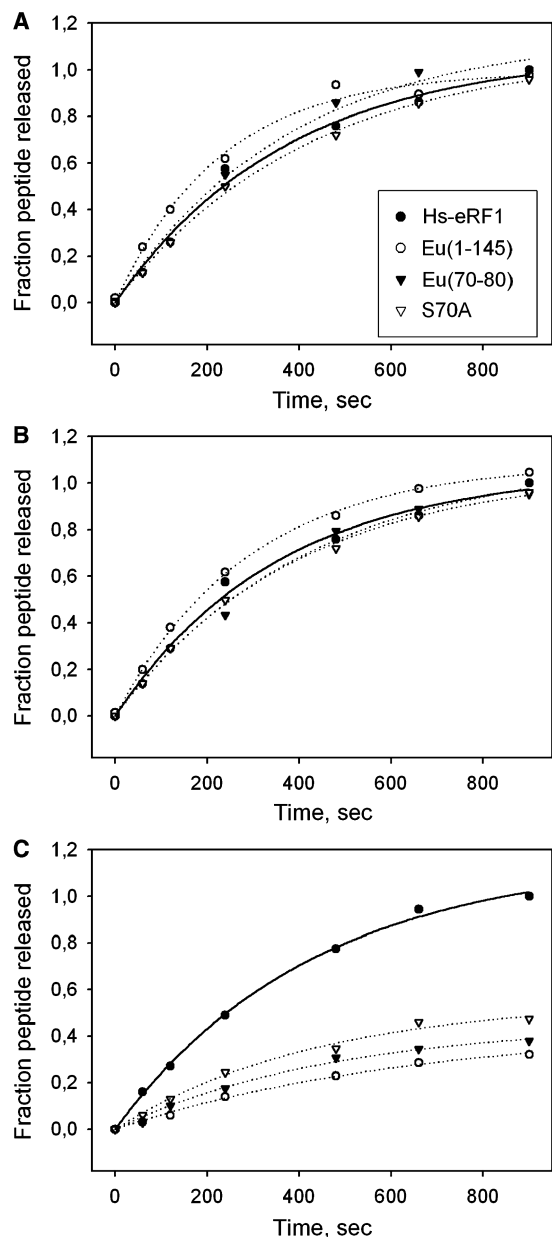 A
1,2
1,0
0,8
0,6
0,4
0,2
0,0
Fraction peptide released
Hs-eRF1
Eu(1-145)
Eu(70-80)
S70A
0 200 400 600 800
Time, sec
B
1,2
1,0
0,8
0,6
0,4
0,2
0,0
Fraction peptide released
0 200 400 600 800
Time, sec
C
1,2
1,0
0,8
0,6
0,4
0,2
0,0
Fraction peptide released
0 200 400 600 800
Time, sec